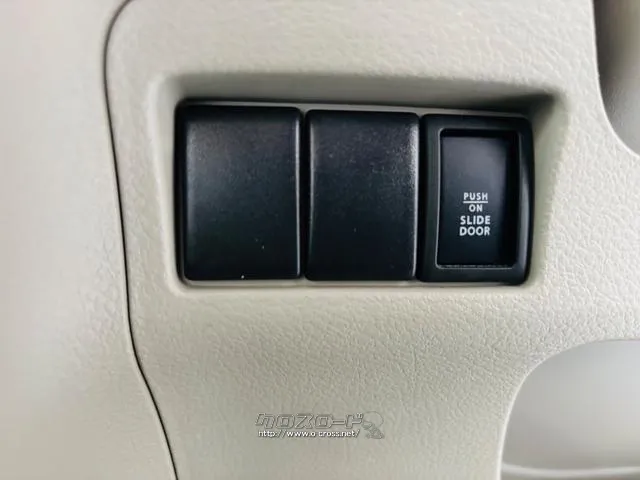 PUSH
ON
SLIDE
DOOR
クロスロード
http://www.o-cross.net/